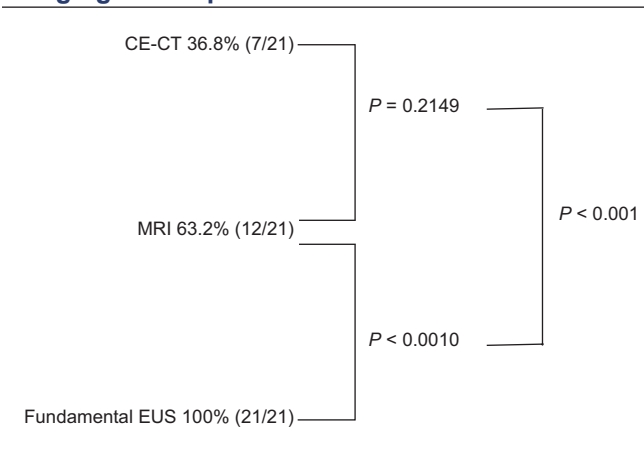 CE-CT 36.8% (7/21)
P = 0.2149
P < 0.001
MRI 63.2% (12/21)
P < 0.0010
Fundamental EUS 100% (21/21)